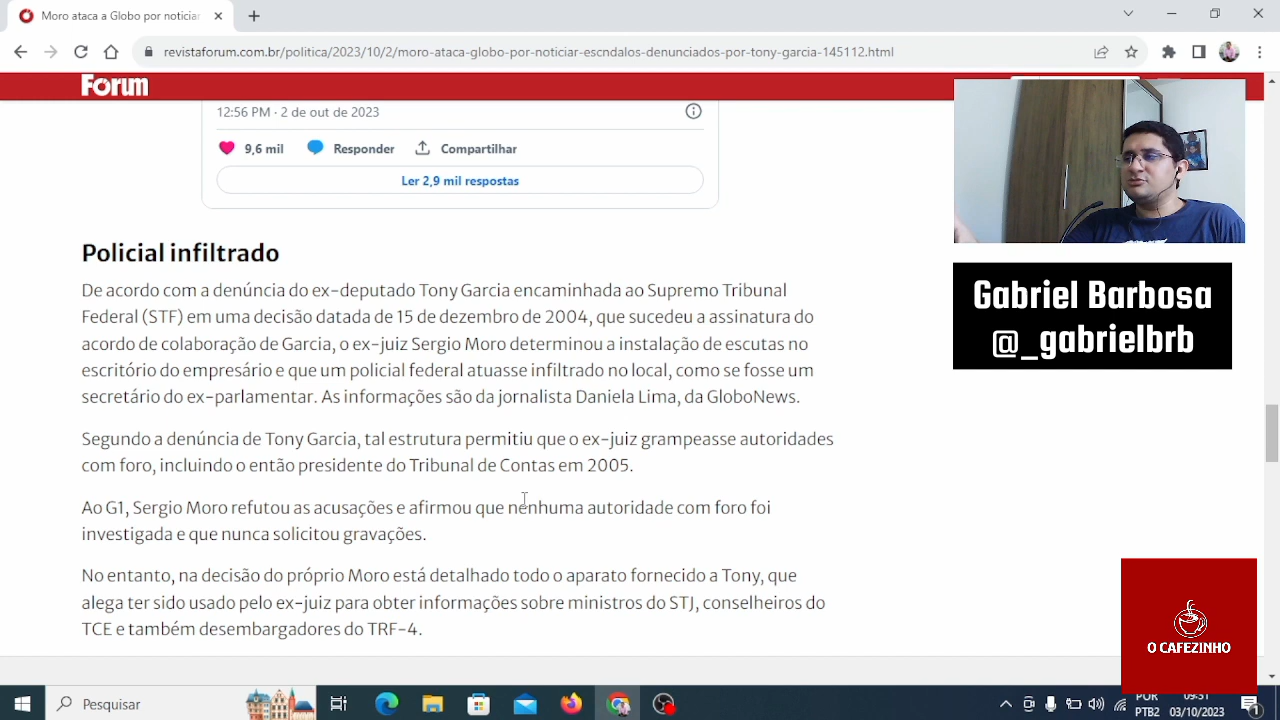 Moro ataca a Globo por noticiar
revistaforum.com.br/politica/2023/10/2/moro-ataca-globo-por-noticiar-escndalos-denunciados-por-tony-garcia-145112.html
Forum
12:56 PM · 2 de out de 2023
9,6 mil Responder Compartilhar
Ler 2,9 mil respostas
Policial infiltrado
De acordo com a denúncia do ex-deputado Tony Garcia encaminhada ao Supremo Tribunal
Federal (STF) em uma decisão datada de 15 de dezembro de 2004, que sucedeu a assinatura do
acordo de colaboração de Garcia, o ex-juiz Sergio Moro determinou a instalação de escutas no
escritório do empresário e que um policial federal atuasse infiltrado no local, como se fosse um
secretário do ex-parlamentar. As informações são da jornalista Daniela Lima, da GloboNews.
Segundo a denúncia de Tony Garcia, tal estrutura permitiu que o ex-juiz grampeasse autoridades
com foro, incluindo o então presidente do Tribunal de Contas em 2005.
Ao G1, Sergio Moro refutou as acusações e afirmou que nenhuma autoridade com foro foi
investigada e que nunca solicitou gravações.
No entanto, na decisão do próprio Moro está detalhado todo o aparato fornecido a Tony, que
alega ter sido usado pelo ex-juiz para obter informações sobre ministros do STJ, conselheiros do
TCE e também desembargadores do TRF-4.
Gabriel Barbosa
@_gabrielbrb
O CAFEZINHO
Pesquisar
POR
PTB2
09:31
03/10/2023
1